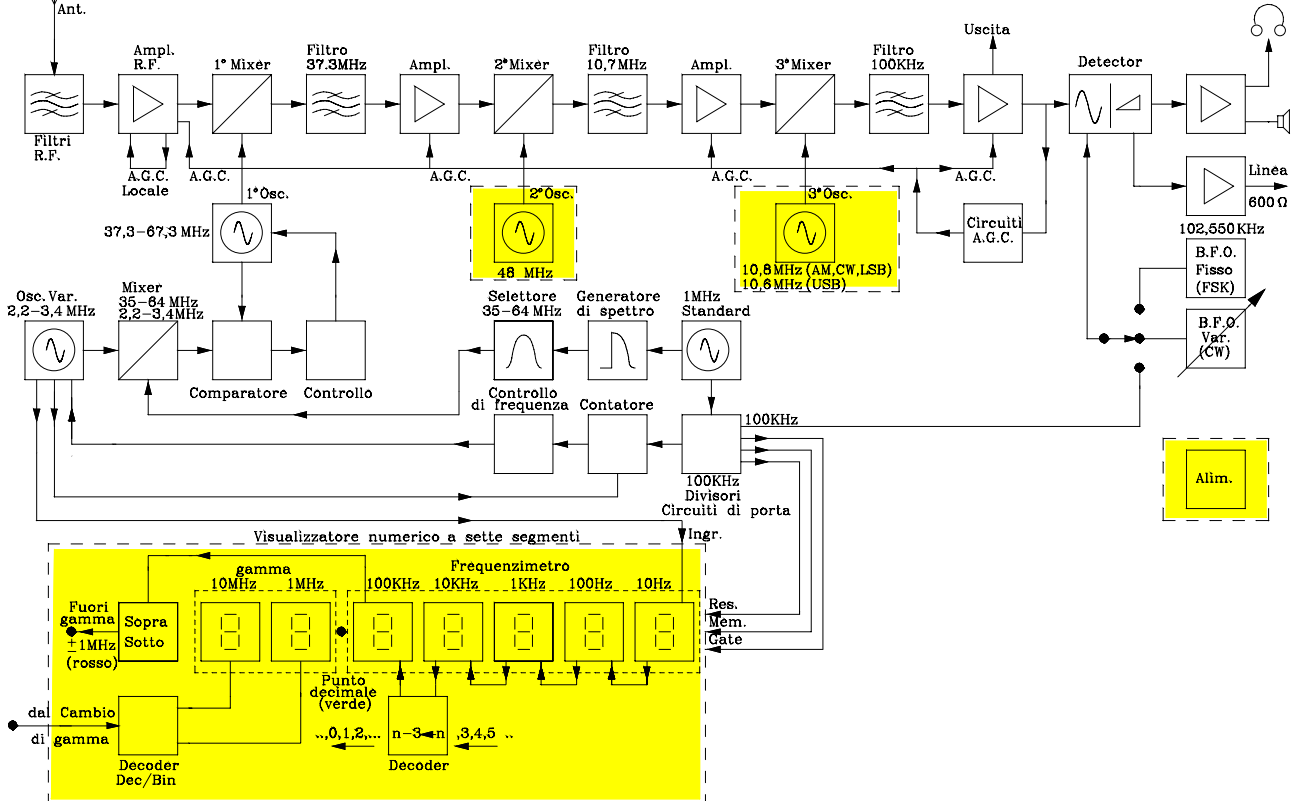 Ant.
Uscita
Ampl.
R.F.
1° Mixer
Filtro
37.3MHz
Ampl.
2° Mixer
Filtro
10,7MHz
Ampl.
3° Mixer
Filtro
100KHz
Detector
Filtri
R.F.
A.G.C.
Locale
A.G.C.
A.G.C.
A.G.C.
A.G.C.
Linea
600 Ω
1° Osc.
2° Osc.
3° Osc.
37,3-67,3 MHz
48 MHz
10,8MHz (AM,CW,LSB)
10,6MHz (USB)
Circuiti
A.G.C.
102,550KHz
B.F.O.
Fisso
(FSK)
B.F.O.
Var.
(CW)
Osc. Var.
2,2-3,4 MHz
Mixer
35-64 MHz
2,2-3,4MHz
Selettore
35-64 MHz
Generatore
di spettro
1MHz
Standard
Comparatore
Controllo
Controllo
di frequenza
Contatore
100KHz
100KHz
Divisori
Circuiti di porta
Alim.
Ingr.
Visualizzatore numerico a sette segmenti
gamma
Frequenzimetro
10MHz
1MHz
100KHz
10KHz
1KHz
100Hz
10Hz
Fuori
gamma
±1MHz
(rosso)
Sopra
Sotto
Res.
Mem.
Gate
Punto
decimale
(verde)
dal Cambio
di gamma
Decoder
Dec/Bin
..,0,1,2,...
n-3 n
,3,4,5 ..
Decoder